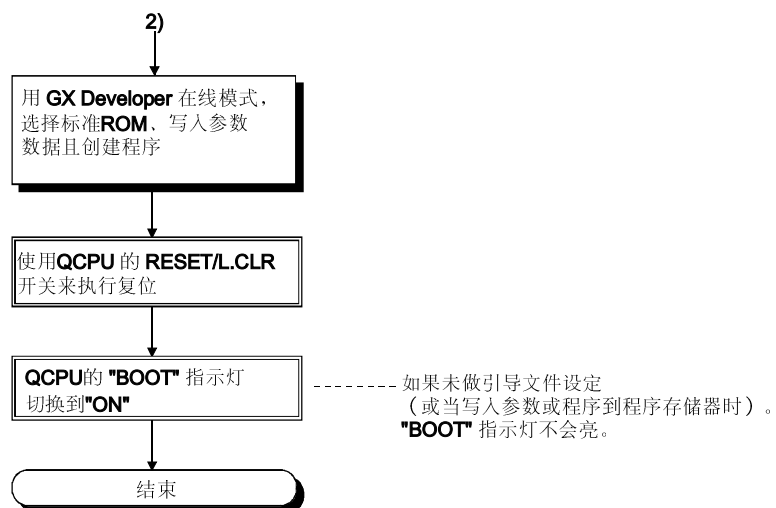 2)
用 GX Developer 在线模式，
选择标准ROM、写入参数
数据且创建程序
使用QCPU 的 RESET/L.CLR
开关来执行复位
QCPU的 "BOOT" 指示灯
切换到"ON"
如果未做引导文件设定
（或当写入参数或程序到程序存储器时）。
"BOOT" 指示灯不会亮。
结束